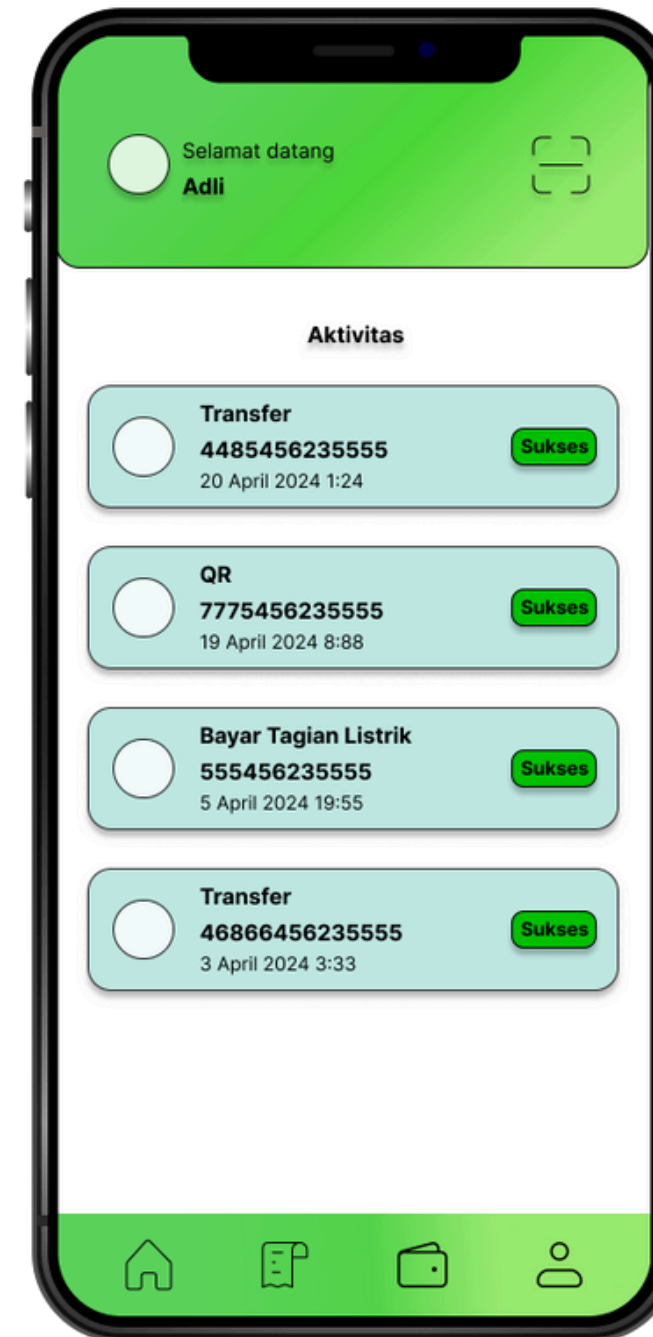 Selamat datang
Adli
Aktivitas
Transfer
4485456235555
20 April 2024 1:24
Sukses
QR
7775456235555
19 April 2024 8:88
Sukses
Bayar Tagian Listrik
555456235555
5 April 2024 19:55
Sukses
Transfer
46866456235555
3 April 2024 3:33
Sukses